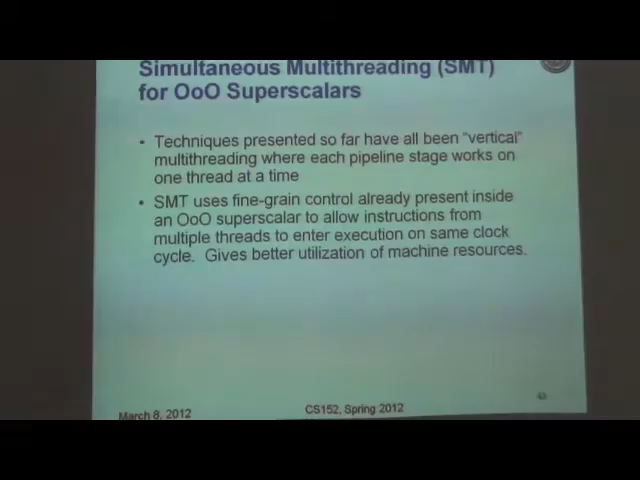 Simultaneous Multithreading (SMT)
for OoO Superscalars
• Techniques presented so far have all been "vertical"
multithreading where each pipeline stage works on
one thread at a time
• SMT uses fine-grain control already present inside
an OoO superscalar to allow instructions from
multiple threads to enter execution on same clock
cycle. Gives better utilization of machine resources.
March 8, 2012
CS152, Spring 2012